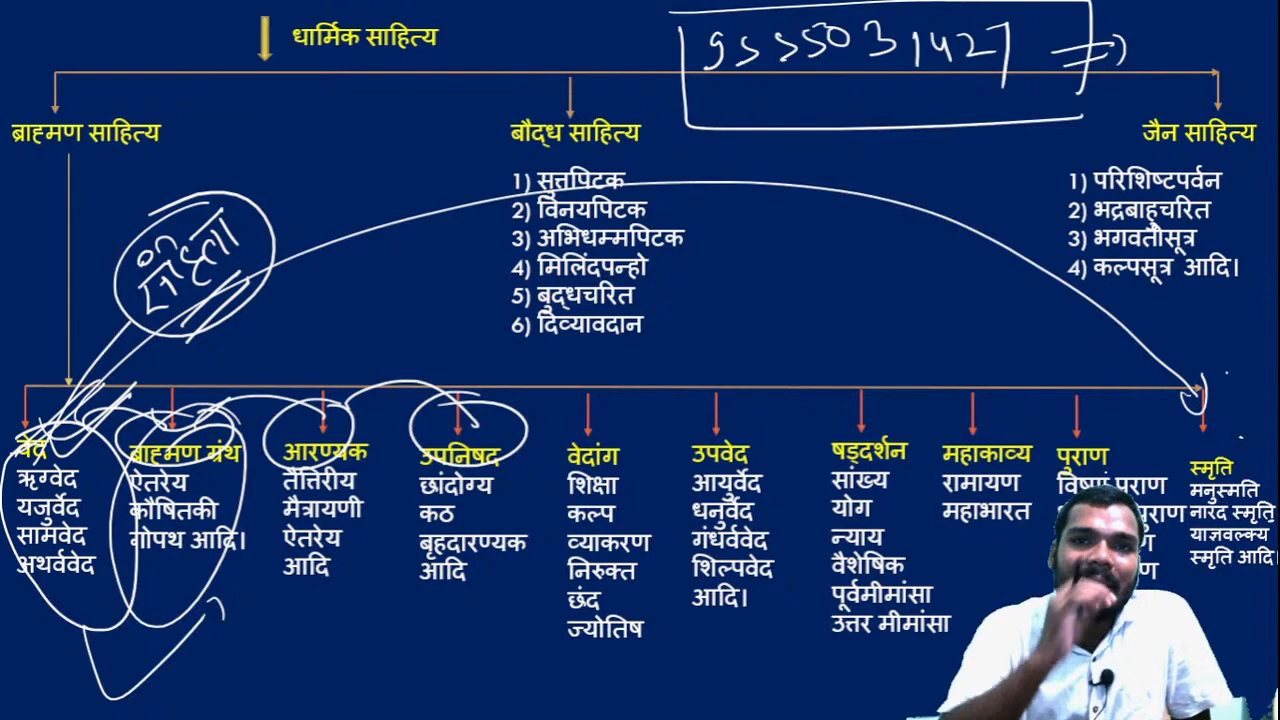 धार्मिक साहित्य
9555031427
ब्राह्मण साहित्य
बौद्ध साहित्य
जैन साहित्य
1) सुत्तपिटक
2) विनयपिटक
3) अभिधम्मपिटक
4) मिलिंदपन्हो
5) बुद्धचरित
6) दिव्यावदान
1) परिशिष्टपर्वन
2) भद्रबाहुचरित
3) भगवतीसूत्र
4) कल्पसूत्र आदि।
संहिता
वेद
ऋग्वेद
यजुर्वेद
सामवेद
अथर्ववेद
ब्राह्मण ग्रंथ
ऐतरेय
कौषितकी
गोपथ आदि।
आरण्यक
तैत्तिरीय
मैत्रायणी
ऐतरेय
आदि
उपनिषद
छांदोग्य
कठ
बृहदारण्यक
आदि
वेदांग
शिक्षा
कल्प
व्याकरण
निरुक्त
छंद
ज्योतिष
उपवेद
आयुर्वेद
धनुर्वेद
गंधर्ववेद
शिल्पवेद
आदि।
षड्दर्शन
सांख्य
योग
न्याय
वैशेषिक
पूर्वमीमांसा
उत्तर मीमांसा
महाकाव्य
रामायण
महाभारत
पुराण
विष्णु पुराण
पुराण
स्मृति
मनुस्मति
नारद स्मृति
याज्ञवल्क्य
स्मृति आदि